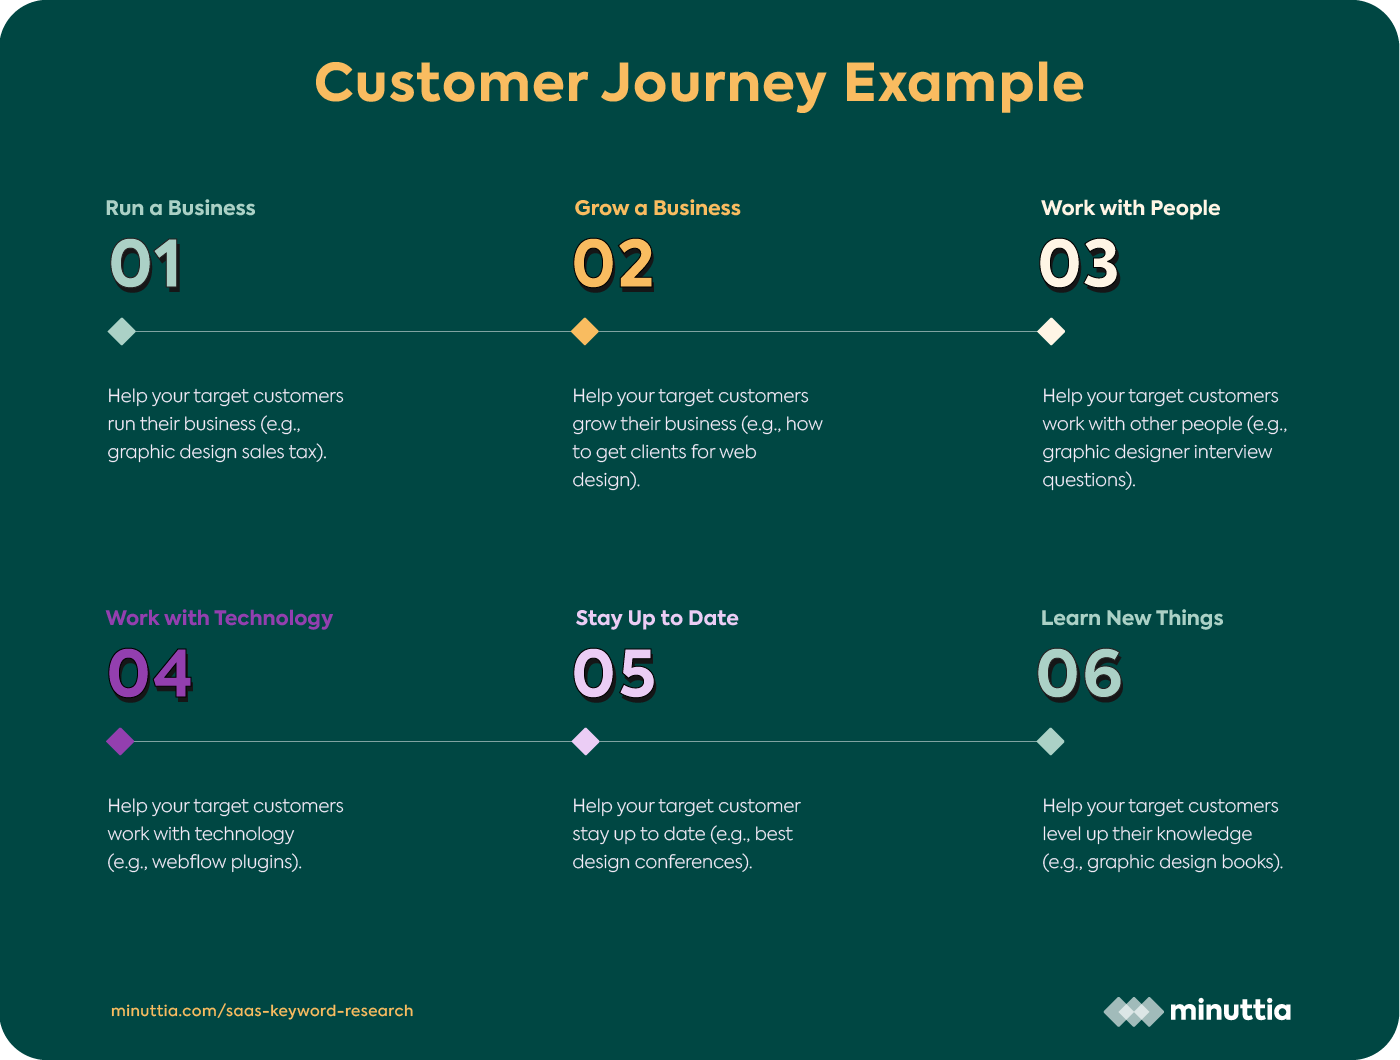 Customer Journey Example
Run a Business
01
Help your target customers
run their business (e.g.,
graphic design sales tax).
Grow a Business
02
Help your target customers
grow their business (e.g., how
to get clients for web
design).
Work with People
03
Help your target customers
work with other people (e.g.,
graphic designer interview
questions).
Work with Technology
04
Help your target customers
work with technology
(e.g., webflow plugins).
Stay Up to Date
05
Help your target customer
stay up to date (e.g., best
design conferences).
Learn New Things
06
Help your target customers
level up their knowledge
(e.g., graphic design books).
minuttia.com/saas-keyword-research
minuttia